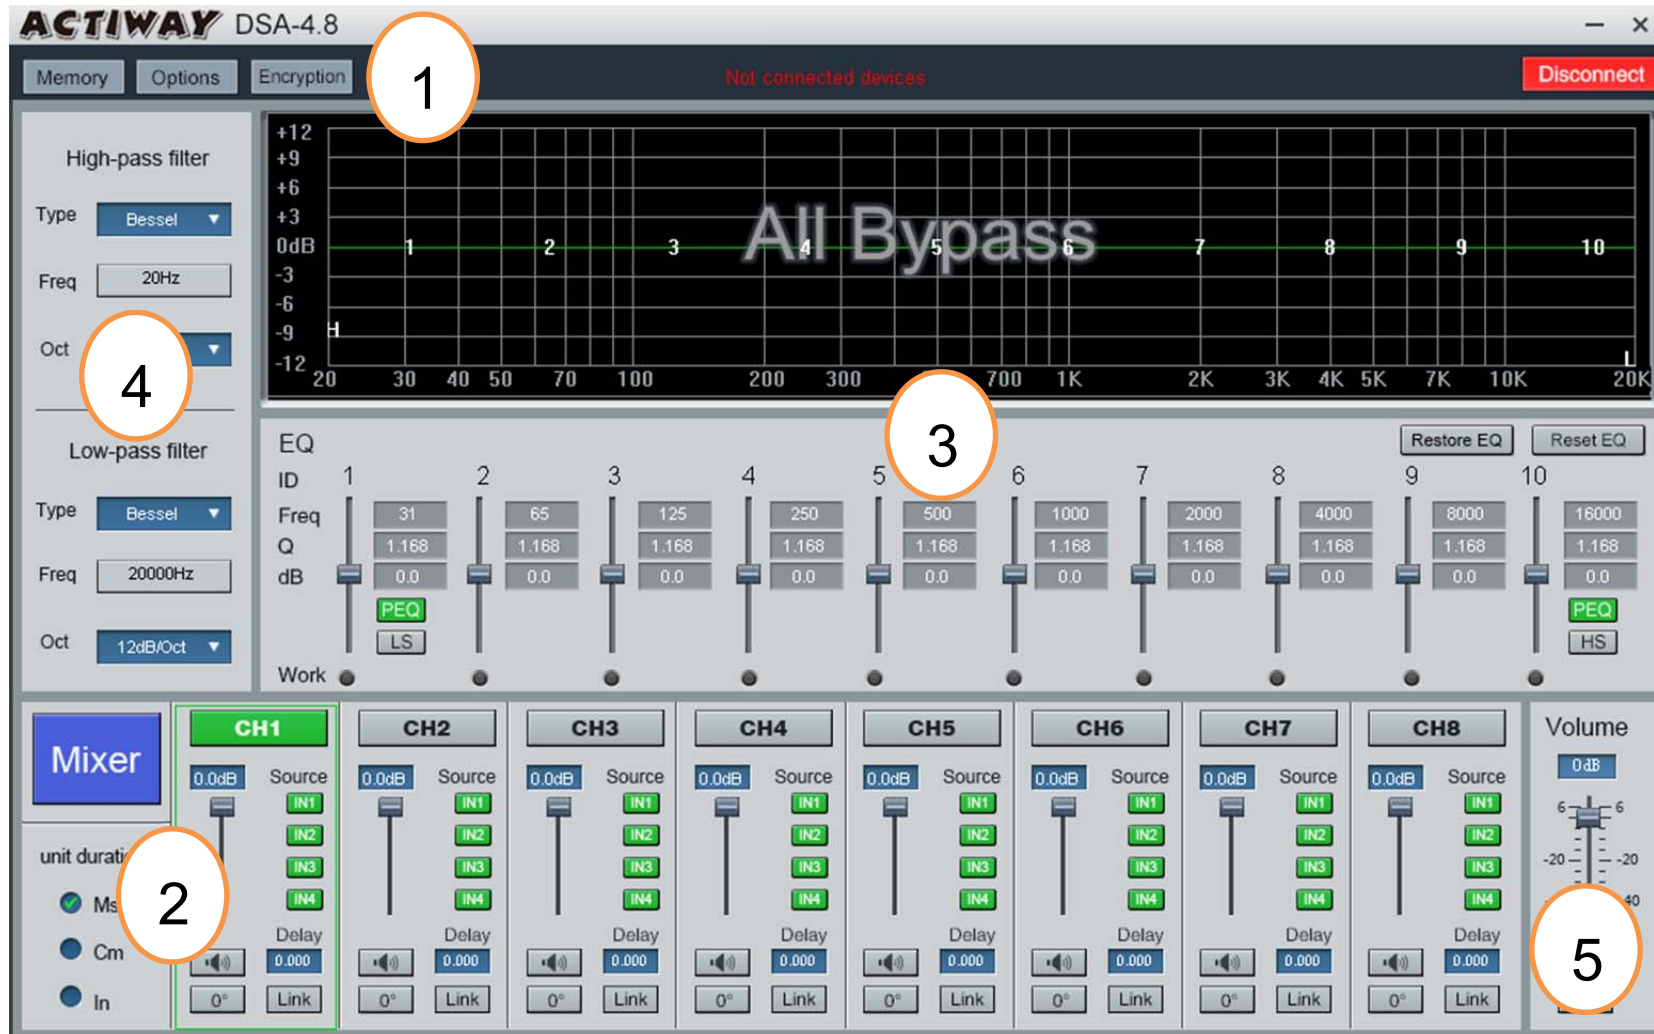 ACTIWAY DSA-4.8
Memory Options Encryption 1 Not connected devices Disconnect
High-pass filter
Type Bessel
Freq 20Hz
Oct
4
Low-pass filter
Type Bessel
Freq 20000Hz
Oct 12dB/Oct
+12
+9
+6
+3
0dB 1 2 3 4 5 6 7 8 9 10
All Bypass
-3
-6
-9 H
-12 L
20 30 40 50 70 100 200 300 700 1K 2K 3K 4K 5K 7K 10K 20K
3
EQ Restore EQ Reset EQ
ID 1 2 3 4 5 6 7 8 9 10
Freq 31 65 125 250 500 1000 2000 4000 8000 16000
Q 1.168 1.168 1.168 1.168 1.168 1.168 1.168 1.168 1.168 1.168
dB 0.0 0.0 0.0 0.0 0.0 0.0 0.0 0.0 0.0 0.0
PEQ PEQ
LS HS
Work
Mixer CH1 CH2 CH3 CH4 CH5 CH6 CH7 CH8 Volume
0.0dB Source 0.0dB Source 0.0dB Source 0.0dB Source 0.0dB Source 0.0dB Source 0.0dB Source 0.0dB Source 0dB
IN1 IN1 IN1 IN1 IN1 IN1 IN1 IN1 6 6
IN2 IN2 IN2 IN2 IN2 IN2 IN2 IN2
unit IN3 IN3 IN3 IN3 IN3 IN3 IN3 IN3 -20 -20
Ms 2 IN4 IN4 IN4 IN4 IN4 IN4 IN4 IN4 40
Delay Delay Delay Delay Delay Delay Delay Delay
Cm 0.000 0.000 0.000 0.000 0.000 0.000 0.000 0.000 5
In 0° Link 0° Link 0° Link 0° Link 0° Link 0° Link 0° Link 0° Link